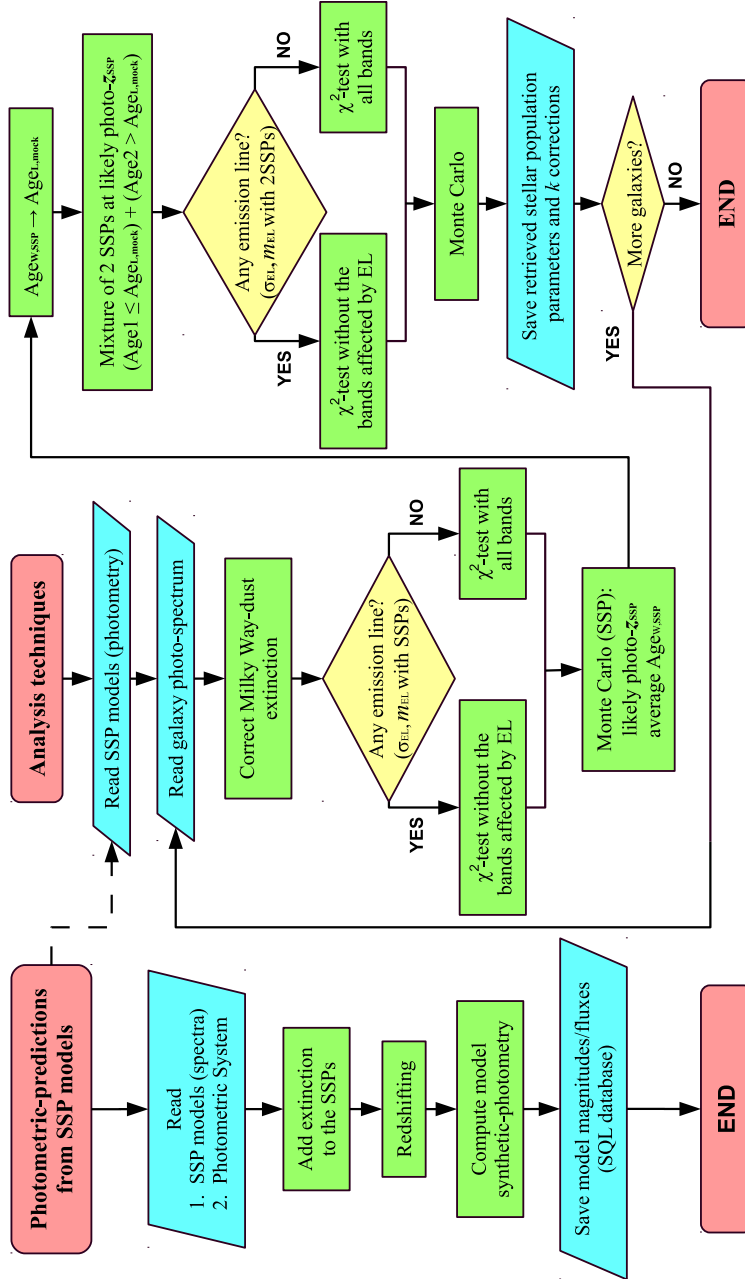 Photometric-predictions
from SSP models
Read
1. SSP models (spectra)
2. Photometric System
Add extinction
to the SSPs
Redshifting
Compute model
synthetic-photometry
Save model magnitudes/fluxes
(SQL database)
END
Analysis techniques
Read SSP models (photometry)
Read galaxy photo-spectrum
Correct Milky Way-dust
extinction
Any emission line?
(σEL, mEL with SSPs)
YES
NO
χ²-test without the
bands affected by EL
χ²-test with
all bands
Monte Carlo (SSP):
likely photo-zSSP
average AgeW,SSP
AgeW,SSP → AgeL,mock
Mixture of 2 SSPs at likely photo-zSSP
(Age1 ≤ AgeL,mock) + (Age2 > AgeL,mock)
Any emission line?
(σEL, mEL with 2SSPs)
YES
NO
χ²-test without the
bands affected by EL
χ²-test with
all bands
Monte Carlo
Save retrieved stellar population
parameters and k corrections
More galaxies?
YES
NO
END